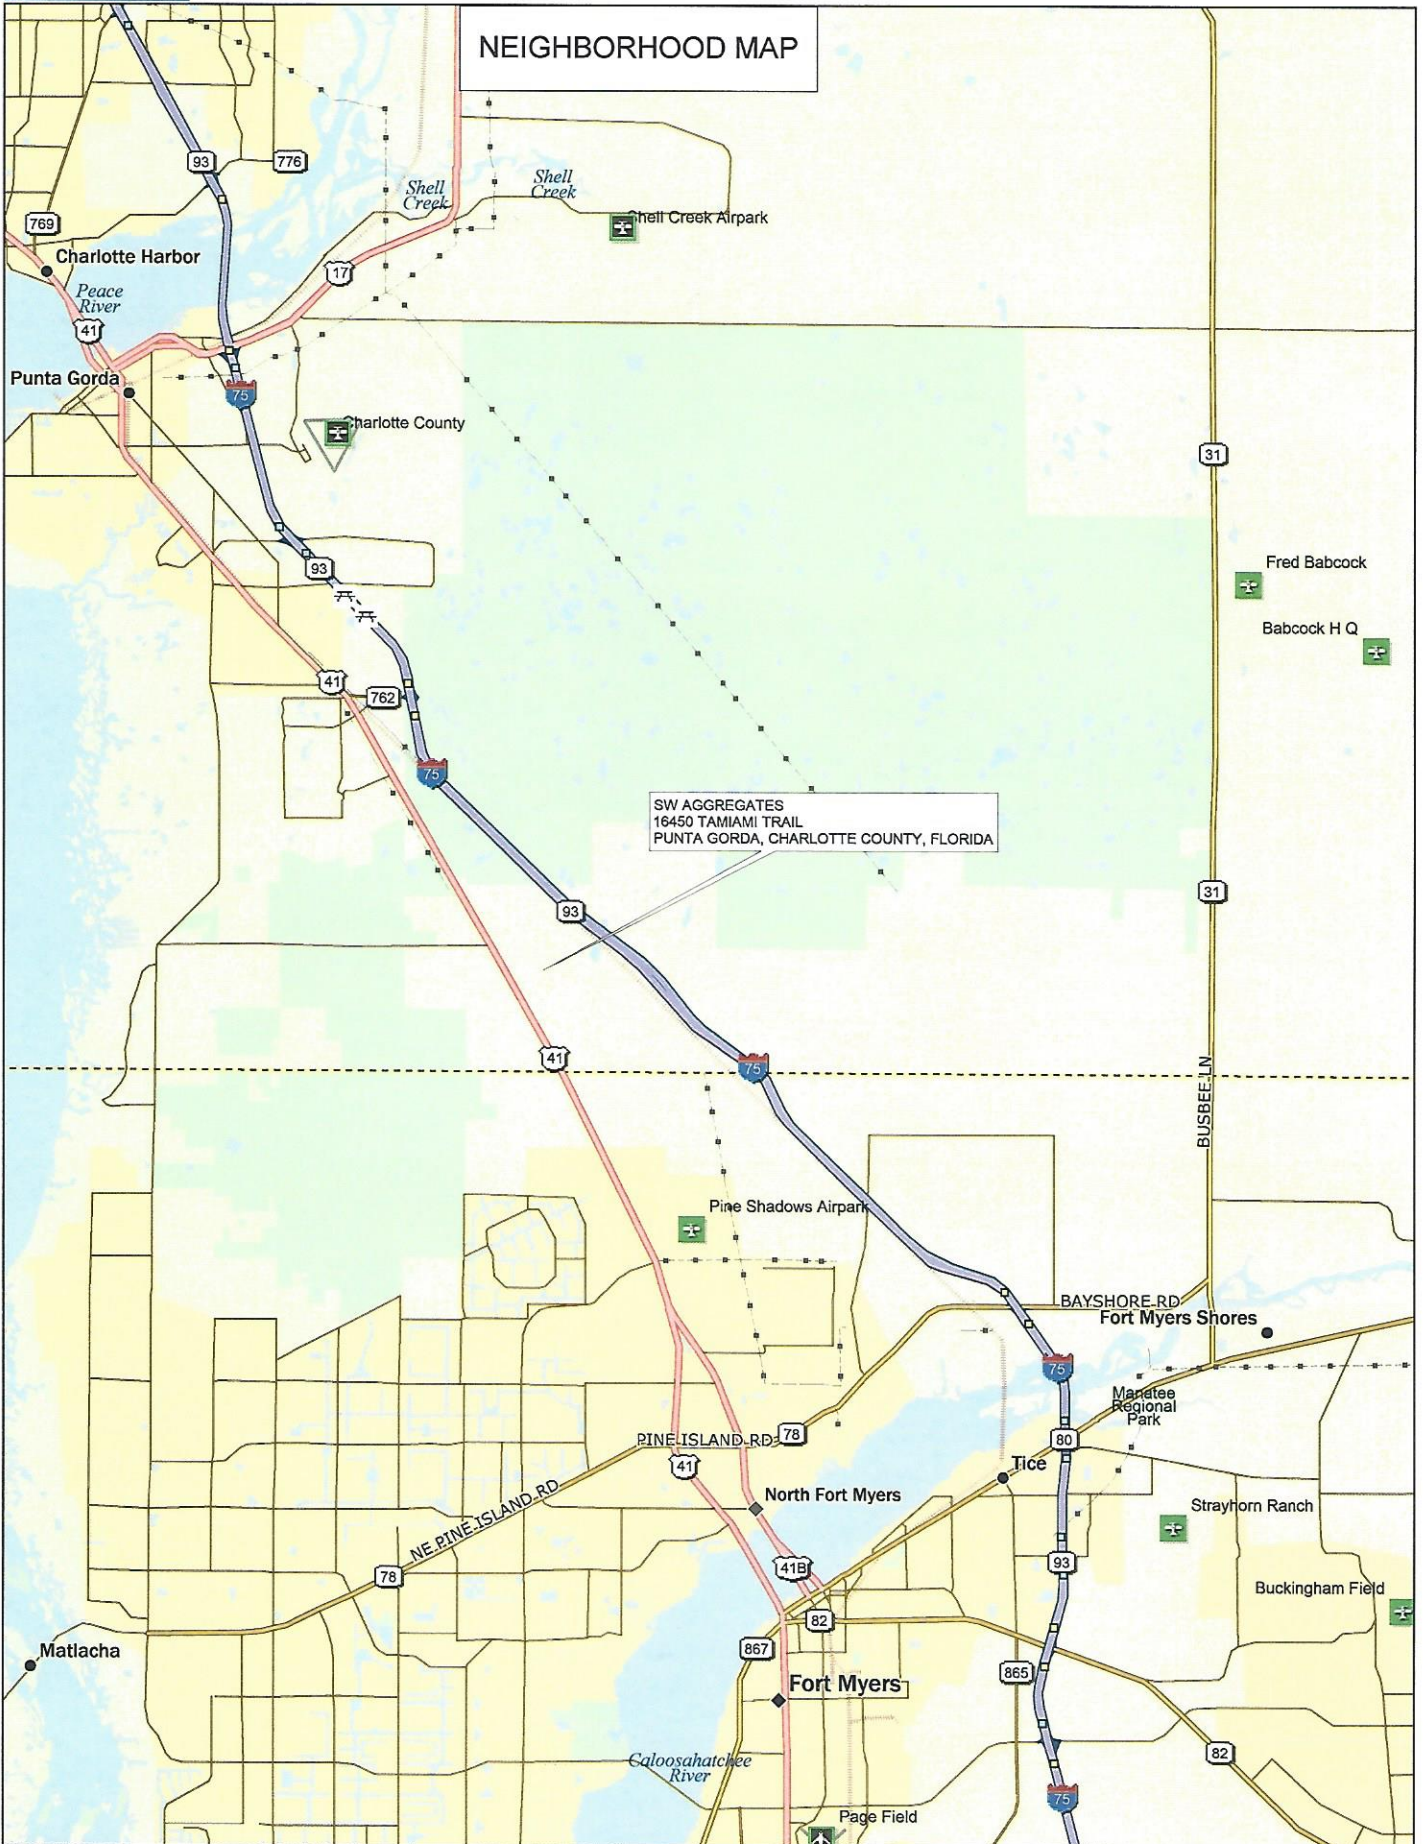 NEIGHBORHOOD MAP
93
776
Shell
Creek
Shell
Creek
769
Shell Creek Airpark
Charlotte Harbor
17
Peace
River
41
Punta Gorda
75
Charlotte County
31
93
Fred Babcock
Babcock H Q
41
762
75
SW AGGREGATES
16450 TAMIAMI TRAIL
PUNTA GORDA, CHARLOTTE COUNTY, FLORIDA
31
93
41
75
BUSBEE LN
Pine Shadows Airpark
BAYSHORE RD
Fort Myers Shores
75
Manatee
Regional
Park
PINE ISLAND RD
78
80
41
Tice
NE PINE ISLAND RD
North Fort Myers
Strayhorn Ranch
41B
93
78
Buckingham Field
82
867
Matlacha
865
Fort Myers
82
Caloosahatchee
River
75
Page Field